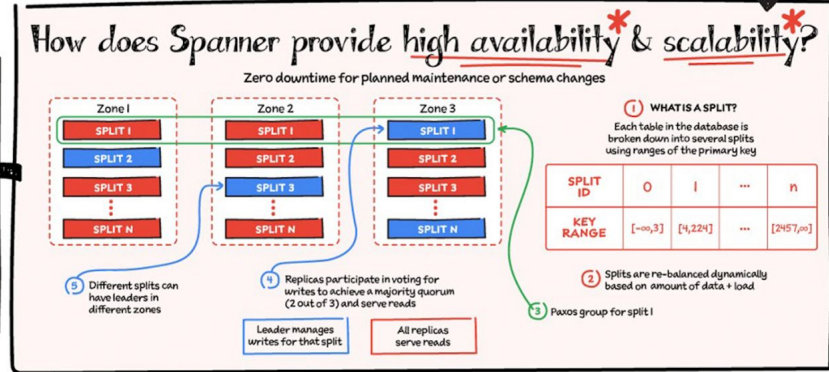 How does Spanner provide high availability* & scalability*?
Zero downtime for planned maintenance or schema changes
Zone 1
SPLIT 1
SPLIT 2
SPLIT 3
SPLIT N
Zone 2
SPLIT 1
SPLIT 2
SPLIT 3
SPLIT N
Zone 3
SPLIT 1
SPLIT 2
SPLIT 3
SPLIT N
1 WHAT IS A SPLIT?
Each table in the database is
broken down into several splits
using ranges of the primary key
SPLIT ID 0 1 ... n
KEY RANGE [-∞,3] [4,224] ... [2457,∞]
2 Splits are re-balanced dynamically
based on amount of data + load
3 Paxos group for split 1
4 Replicas participate in voting for
writes to achieve a majority quorum
(2 out of 3) and serve reads
5 Different splits can
have leaders in
different zones
Leader manages
writes for that split
All replicas
serve reads